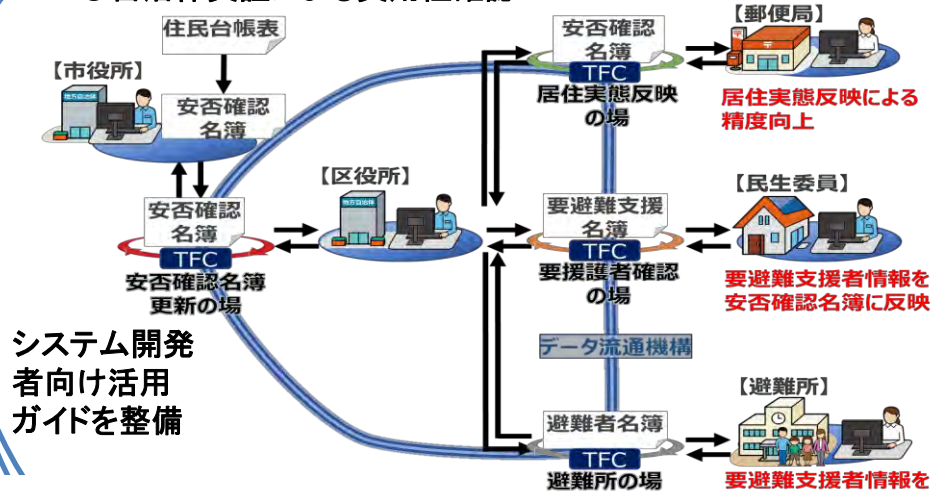 住民台帳表
【市役所】
安否確認
名簿
安否確認
名簿
TFC
安否確認名簿
更新の場
【区役所】
安否確認
名簿
TFC
居住実態反映
の場
【郵便局】
居住実態反映による
精度向上
要避難支援
名簿
TFC
要援護者確認
の場
【民生委員】
要避難支援者情報を
安否確認名簿に反映
データ流通機構
避難者名簿
TFC
避難所の場
【避難所】
要避難支援者情報を
システム開発
者向け活用
ガイドを整備